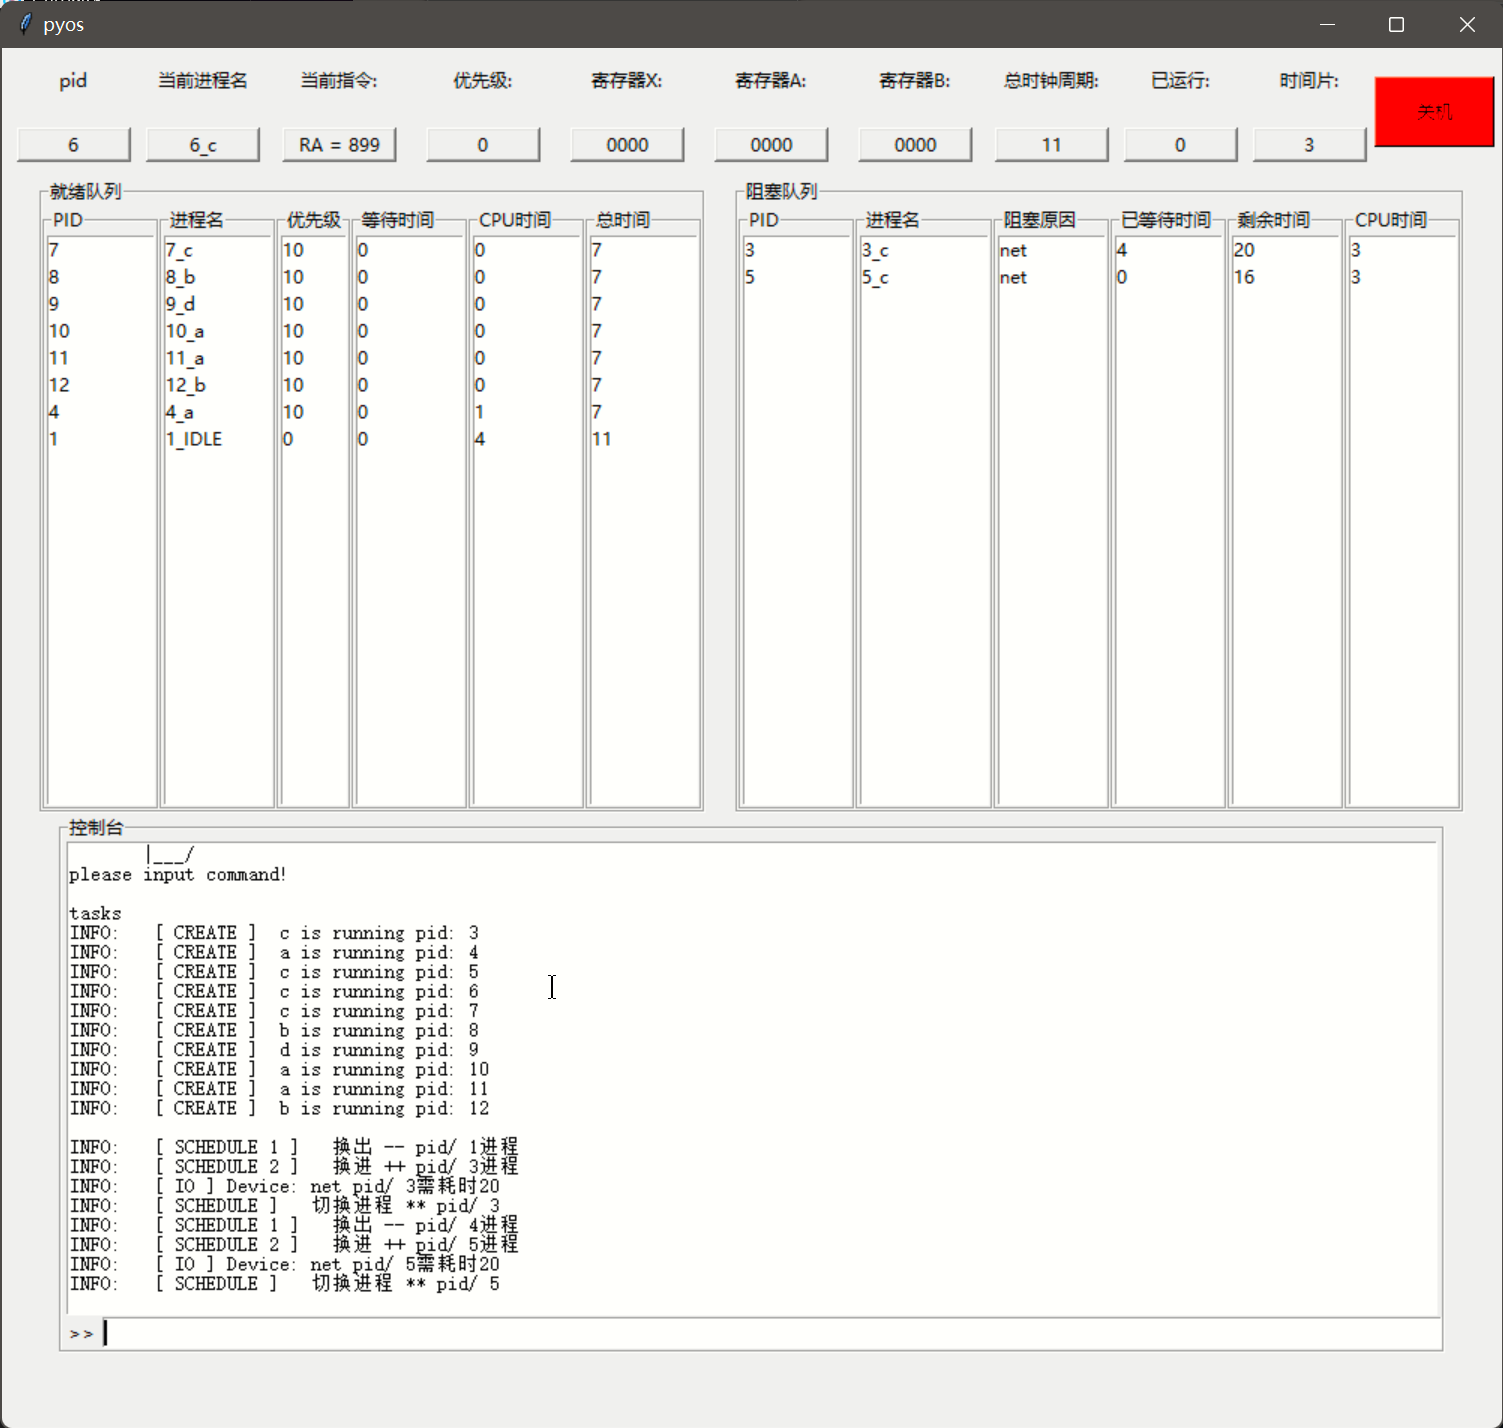 pyos
pid 当前进程名 当前指令: 优先级: 寄存器X: 寄存器A: 寄存器B: 总时钟周期: 已运行: 时间片: 关机
6 6_c RA = 899 0 0000 0000 0000 11 0 3
就绪队列
PID 进程名 优先级 等待时间 CPU时间 总时间
7 7_c 10 0 0 7
8 8_b 10 0 0 7
9 9_d 10 0 0 7
10 10_a 10 0 0 7
11 11_a 10 0 0 7
12 12_b 10 0 0 7
4 4_a 10 0 1 7
1 1_IDLE 0 0 4 11
阻塞队列
PID 进程名 阻塞原因 已等待时间 剩余时间 CPU时间
3 3_c net 4 20 3
5 5_c net 0 16 3
控制台
|___/
please input command!
tasks
INFO: [ CREATE ] c is running pid: 3
INFO: [ CREATE ] a is running pid: 4
INFO: [ CREATE ] c is running pid: 5
INFO: [ CREATE ] c is running pid: 6
INFO: [ CREATE ] c is running pid: 7
INFO: [ CREATE ] b is running pid: 8
INFO: [ CREATE ] d is running pid: 9
INFO: [ CREATE ] a is running pid: 10
INFO: [ CREATE ] a is running pid: 11
INFO: [ CREATE ] b is running pid: 12
INFO: [ SCHEDULE 1 ] 换出 -- pid/ 1进程
INFO: [ SCHEDULE 2 ] 换进 ++ pid/ 3进程
INFO: [ IO ] Device: net pid/ 3需耗时20
INFO: [ SCHEDULE ] 切换进程 ** pid/ 3
INFO: [ SCHEDULE 1 ] 换出 -- pid/ 4进程
INFO: [ SCHEDULE 2 ] 换进 ++ pid/ 5进程
INFO: [ IO ] Device: net pid/ 5需耗时20
INFO: [ SCHEDULE ] 切换进程 ** pid/ 5
>>